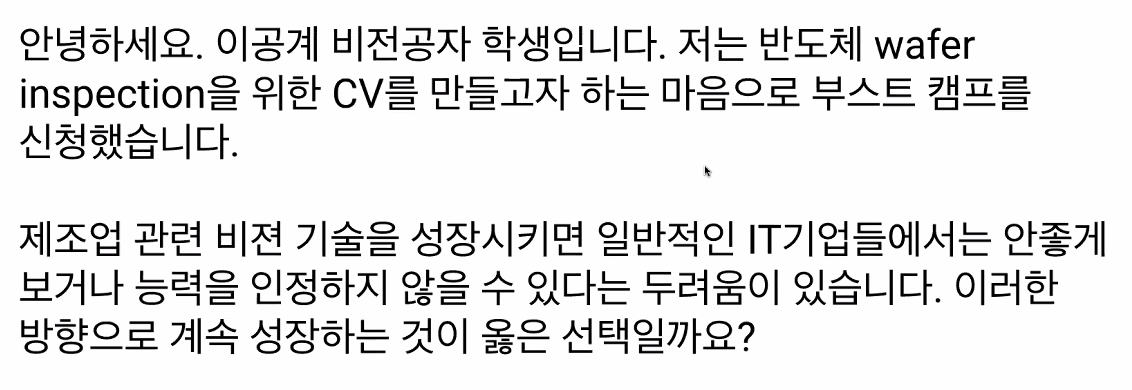 안녕하세요. 이공계 비전공자 학생입니다. 저는 반도체 wafer
inspection을 위한 CV를 만들고자 하는 마음으로 부스트 캠프를
신청했습니다.
제조업 관련 비젼 기술을 성장시키면 일반적인 IT기업들에서는 안좋게
보거나 능력을 인정하지 않을 수 있다는 두려움이 있습니다. 이러한
방향으로 계속 성장하는 것이 옳은 선택일까요?